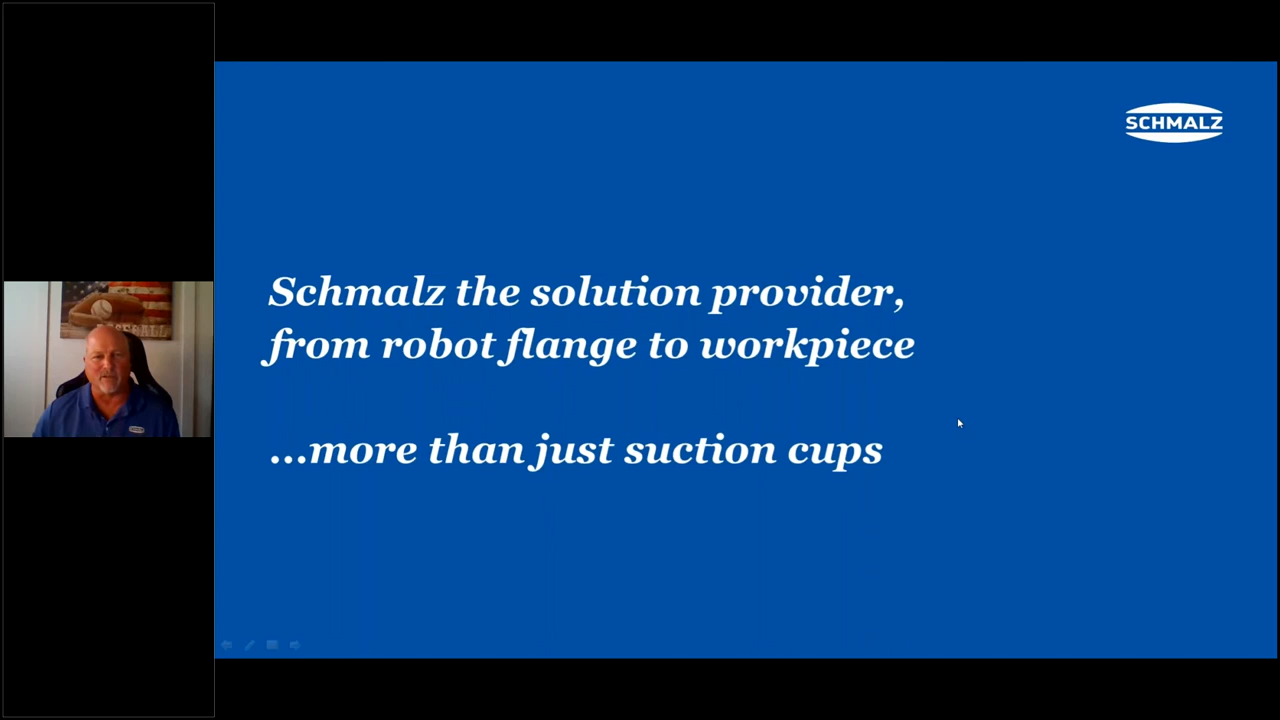 SCHMALZ
Schmalz the solution provider,
from robot flange to workpiece
...more than just suction cups